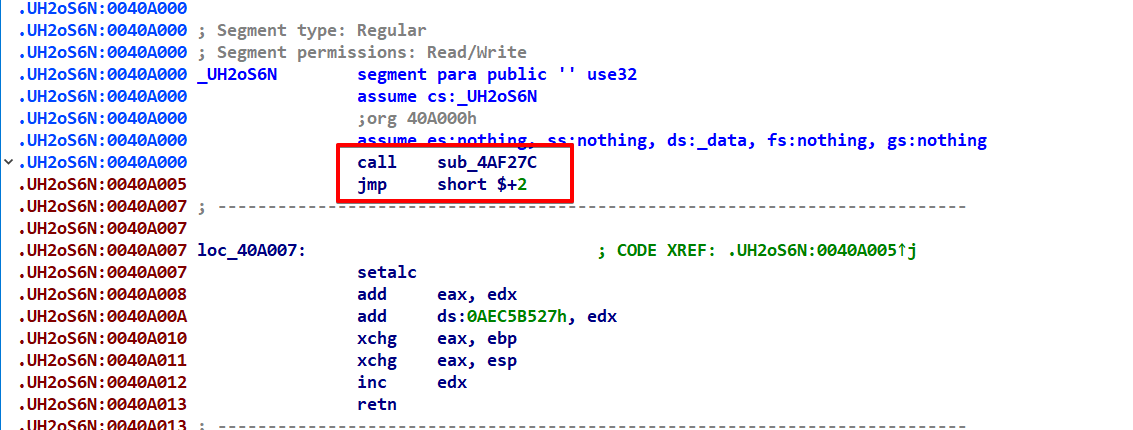 .UH2oS6N:0040A000
.UH2oS6N:0040A000 ; Segment type: Regular
.UH2oS6N:0040A000 ; Segment permissions: Read/Write
.UH2oS6N:0040A000 _UH2oS6N segment para public '' use32
.UH2oS6N:0040A000 assume cs:_UH2oS6N
.UH2oS6N:0040A000 ;org 40A000h
.UH2oS6N:0040A000 assume es:nothing, ss:nothing, ds:_data, fs:nothing, gs:nothing
.UH2oS6N:0040A000 call sub_4AF27C
.UH2oS6N:0040A005 jmp short $+2
.UH2oS6N:0040A007 ; ---------------------------------------------------------------------------
.UH2oS6N:0040A007
.UH2oS6N:0040A007 loc_40A007: ; CODE XREF: .UH2oS6N:0040A005↑j
.UH2oS6N:0040A007 setalc
.UH2oS6N:0040A008 add eax, edx
.UH2oS6N:0040A00A add ds:0AEC5B527h, edx
.UH2oS6N:0040A010 xchg eax, ebp
.UH2oS6N:0040A011 xchg eax, esp
.UH2oS6N:0040A012 inc edx
.UH2oS6N:0040A013 retn
.UH2oS6N:0040A013 ; ---------------------------------------------------------------------------